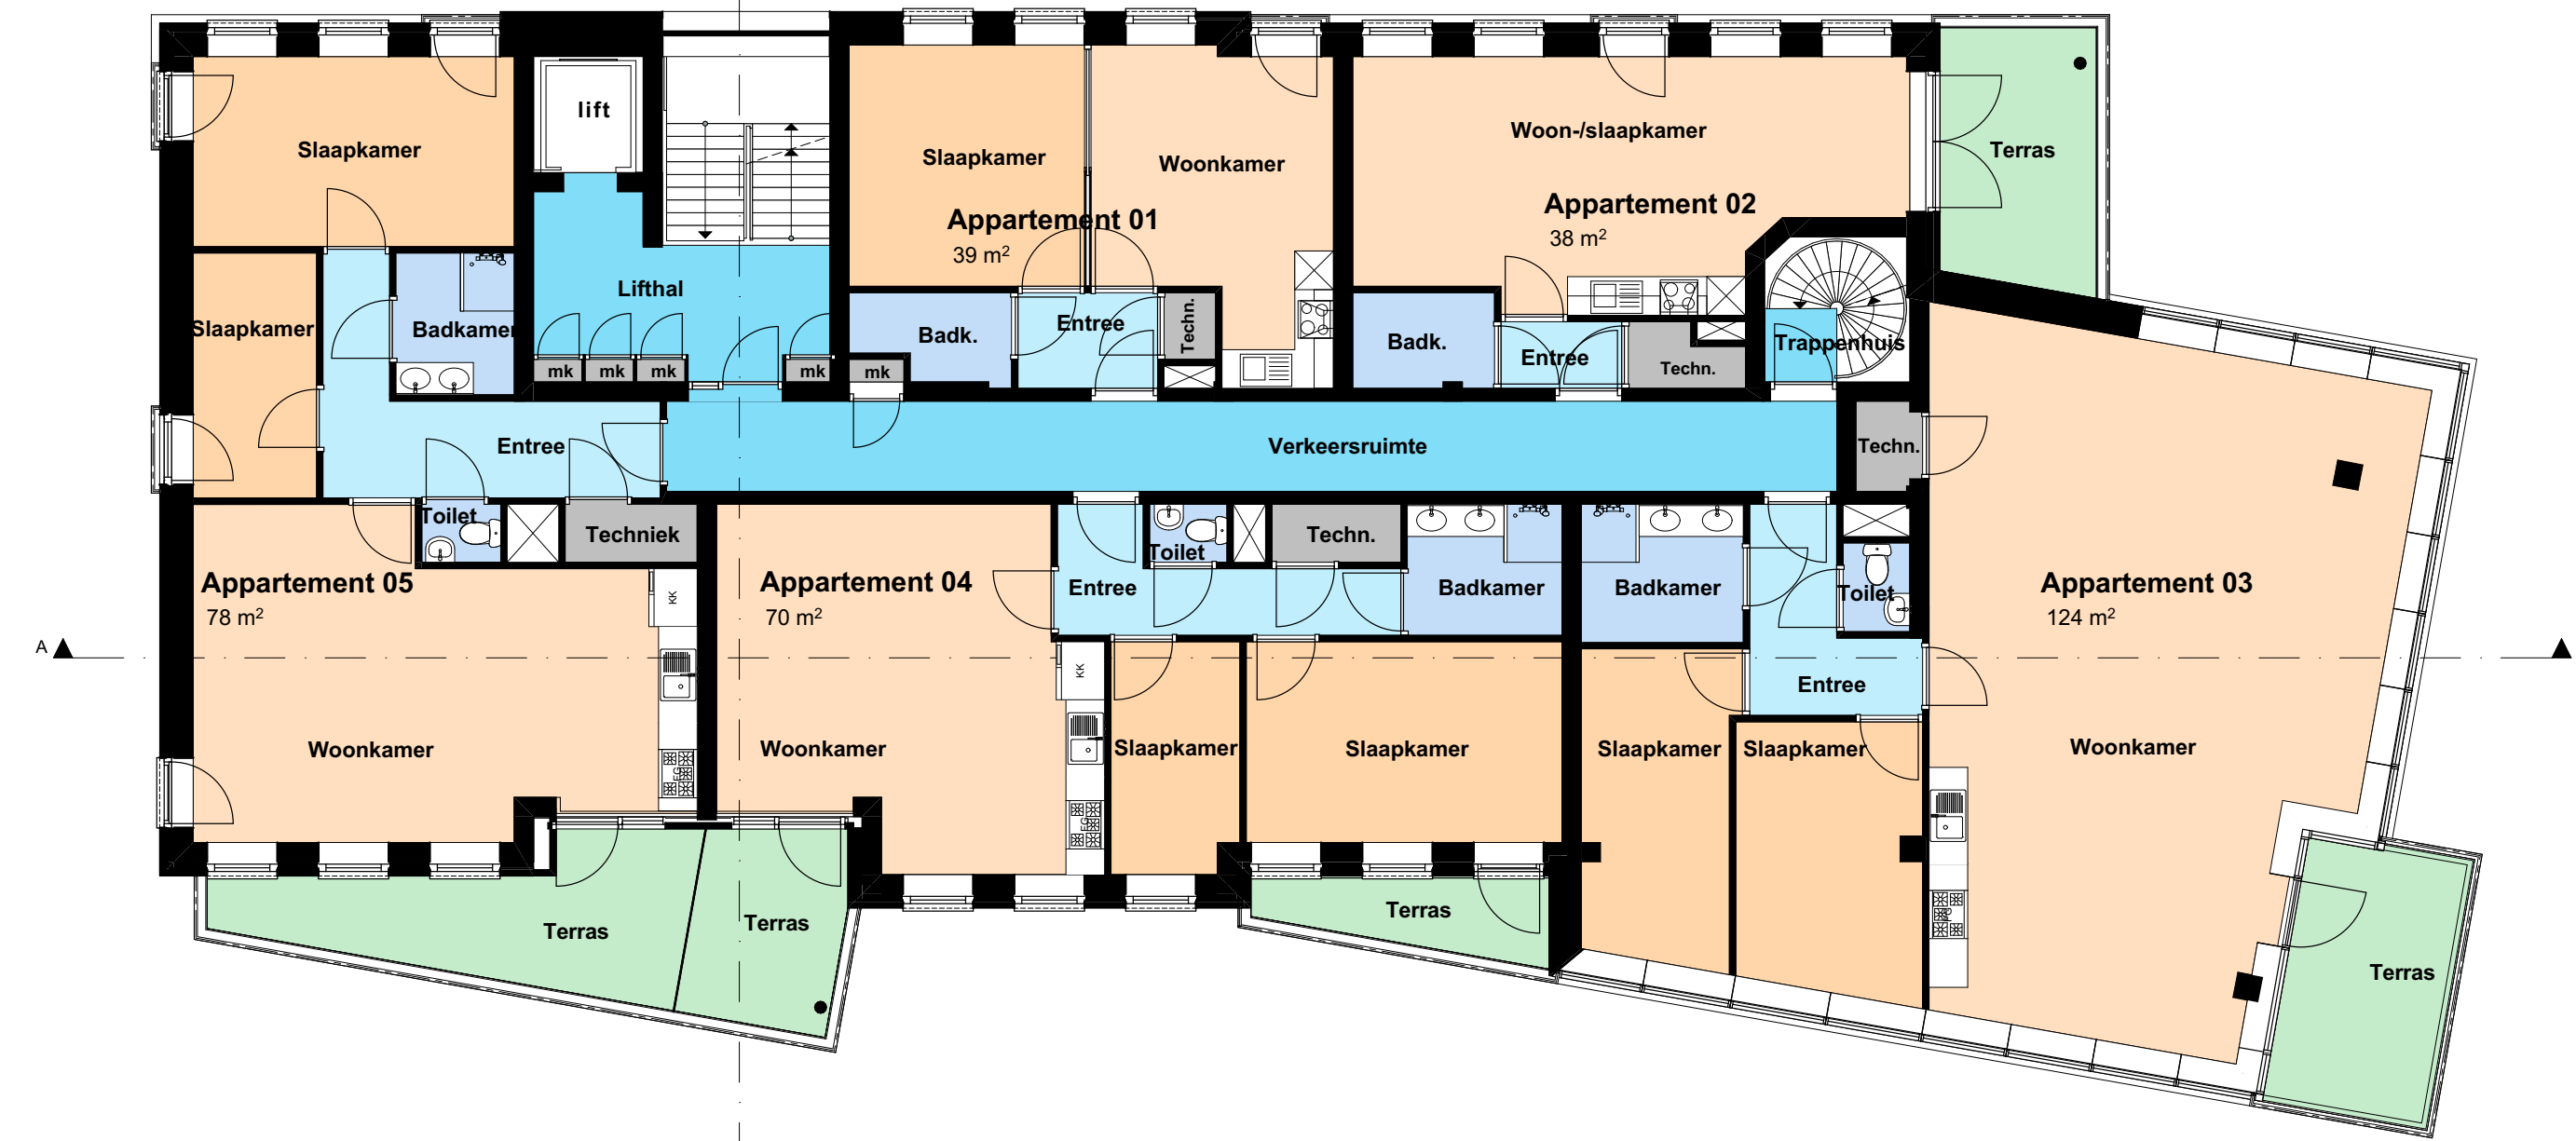 lift
Slaapkamer
Slaapkamer
Woonkamer
Woon-/slaapkamer
Terras
Appartement 01
39 m²
Appartement 02
38 m²
Lifthal
Slaapkamer
Badkamer
Badk.
Entree
Techn.
Badk.
Entree
Techn.
Trappenhuis
mk
mk
mk
mk
mk
Entree
Verkeersruimte
Techn.
Toilet
Techniek
Toilet
Techn.
Appartement 05
78 m²
KK
Appartement 04
70 m²
Entree
Badkamer
Badkamer
Toilet
Appartement 03
124 m²
A
KK
Entree
Woonkamer
Woonkamer
Slaapkamer
Slaapkamer
Slaapkamer
Slaapkamer
Woonkamer
Terras
Terras
Terras
Terras